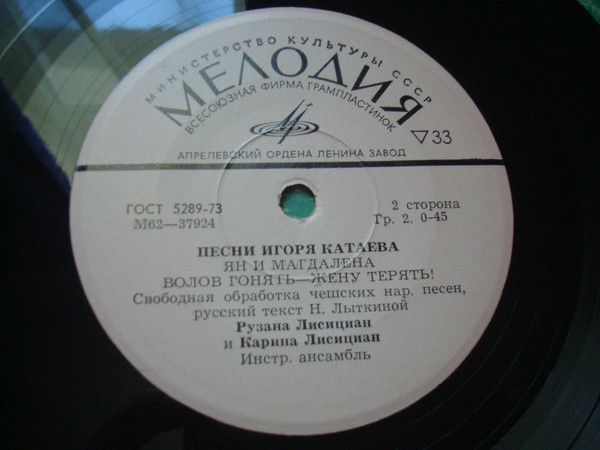 МИНИСТЕРСТВО КУЛЬТУРЫ СССР
МЕЛОДИЯ
ВСЕСОЮЗНАЯ ФИРМА ГРАМПЛАСТИНОК
▽33
АПРЕЛЕВСКИЙ ОРДЕНА ЛЕНИНА ЗАВОД
ГОСТ 5289-73
М62—37924
2 сторона
Гр. 2. 0-45
ПЕСНИ ИГОРЯ КАТАЕВА
ЯН И МАГДАЛЕНА
ВОЛОВ ГОНЯТЬ—ЖЕНУ ТЕРЯТЬ!
Свободная обработка чешских нар. песен,
русский текст Н. Лыткиной
Рузана Лисициан
и Карина Лисициан
Инстр. ансамбль